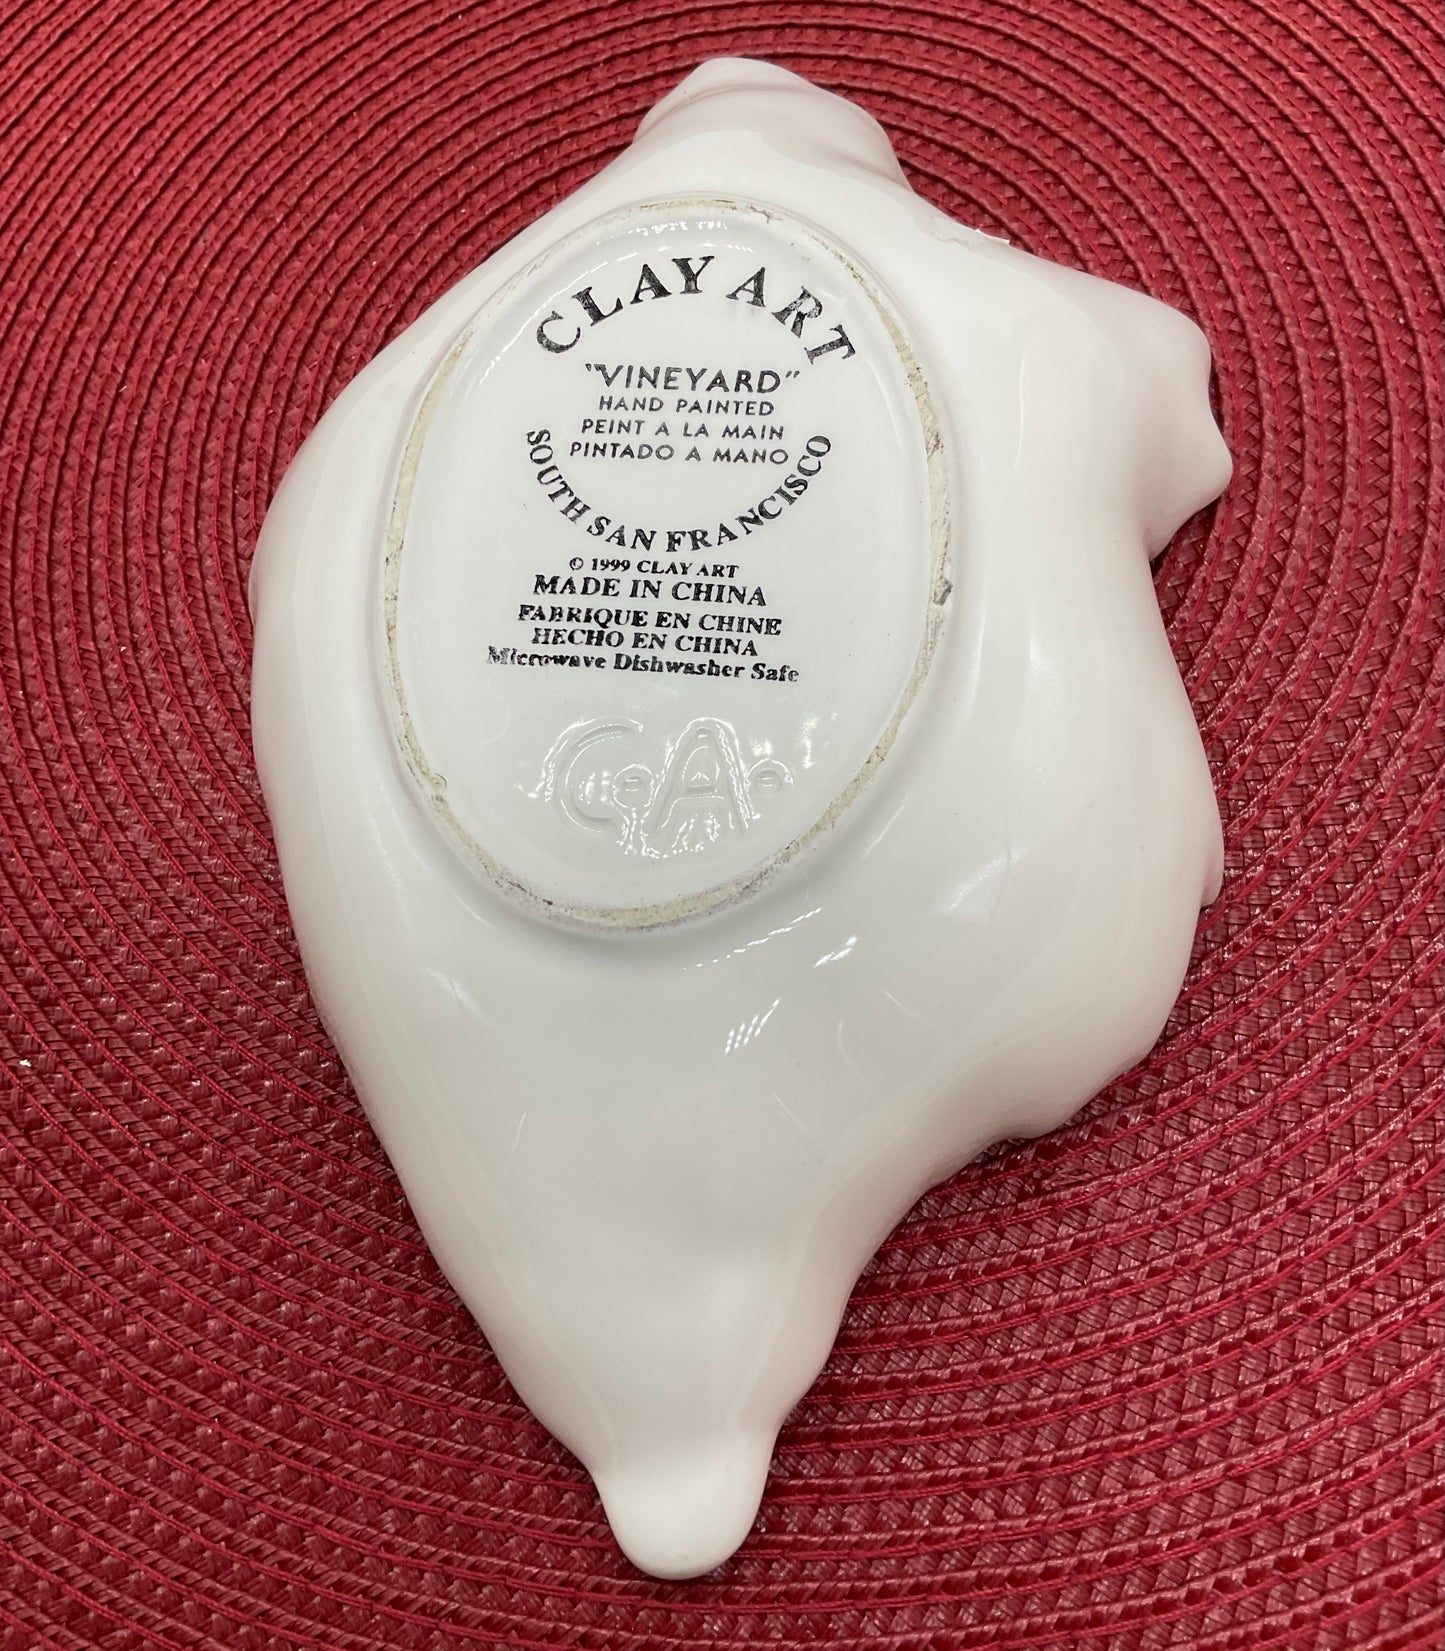 CLAY ART
"VINEYARD"
HAND PAINTED
PEINT A LA MAIN
PINTADO A MANO
SOUTH SAN FRANCISCO
© 1999 CLAY ART
MADE IN CHINA
FABRIQUE EN CHINE
HECHO EN CHINA
Microwave Dishwasher Safe
C.A.